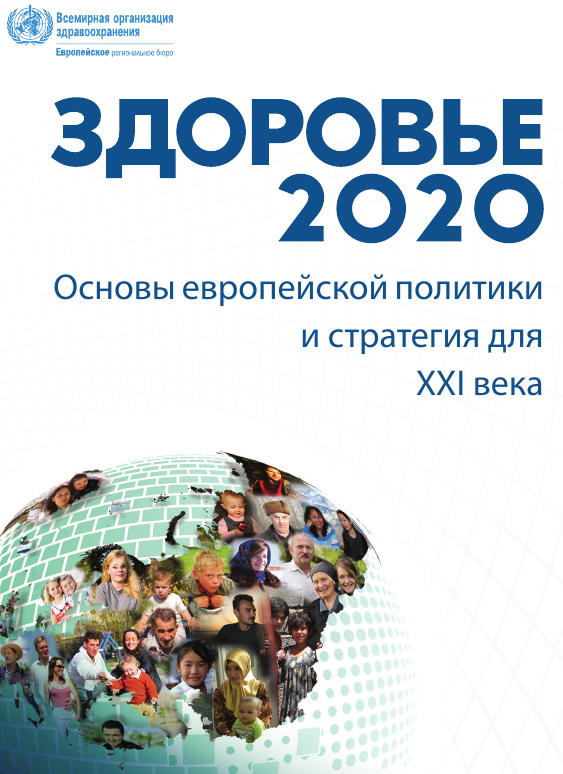 Всемирная организация
здравоохранения
Европейское региональное бюро
ЗДОРОВЬЕ
2020
Основы европейской политики
и стратегия для
XXI века